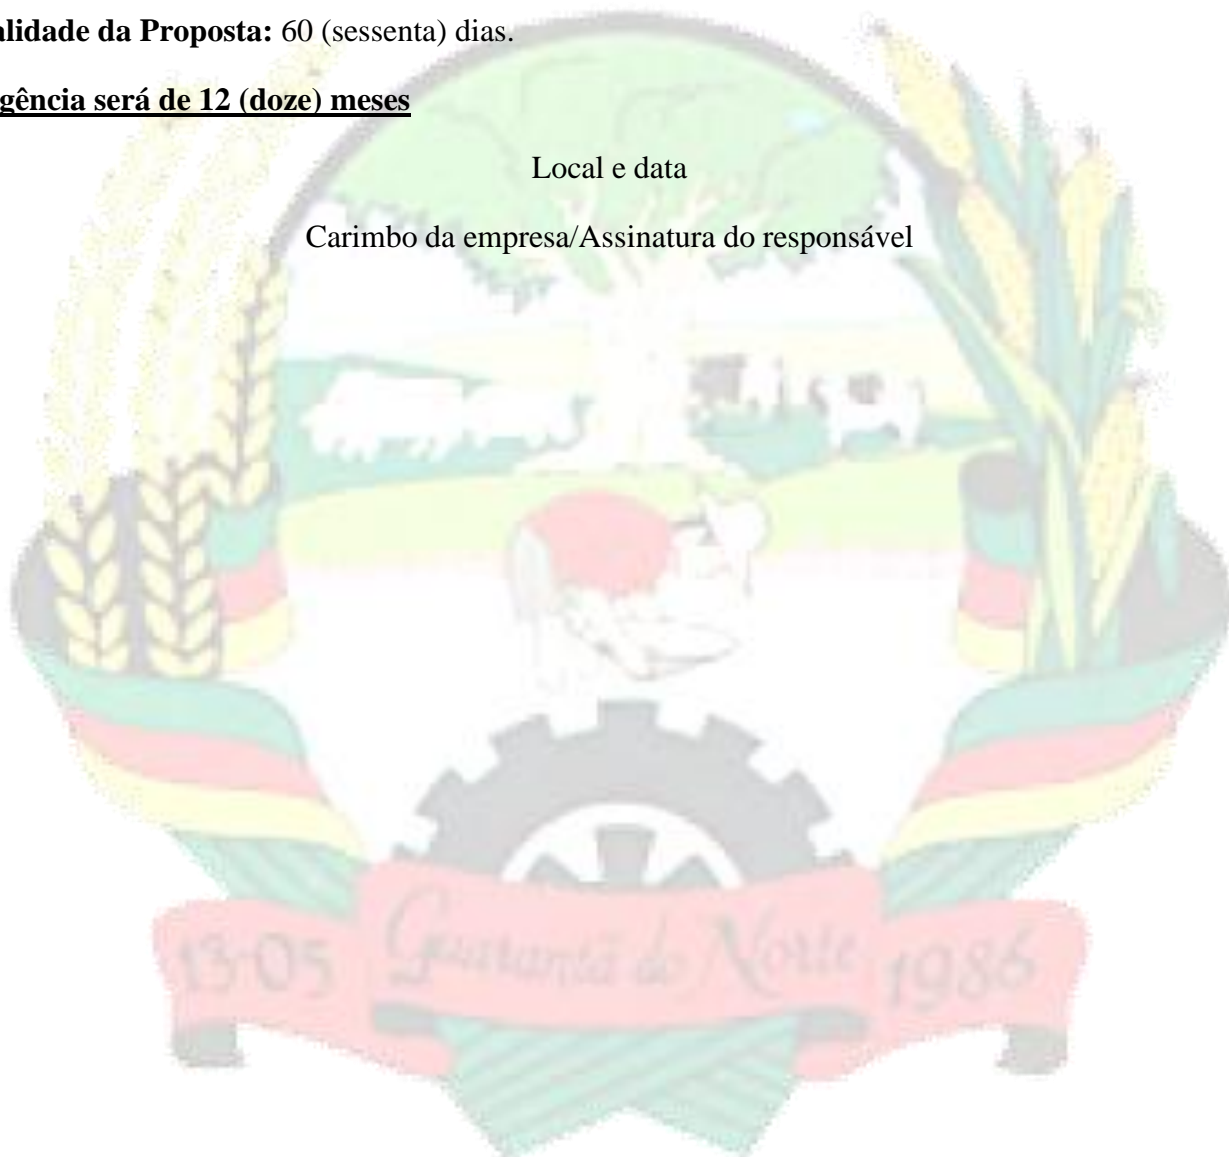 alidade da Proposta: 60 (sessenta) dias.
gência será de 12 (doze) meses
Local e data
Carimbo da empresa/Assinatura do responsável
13-05 Guarantã do Norte 1986